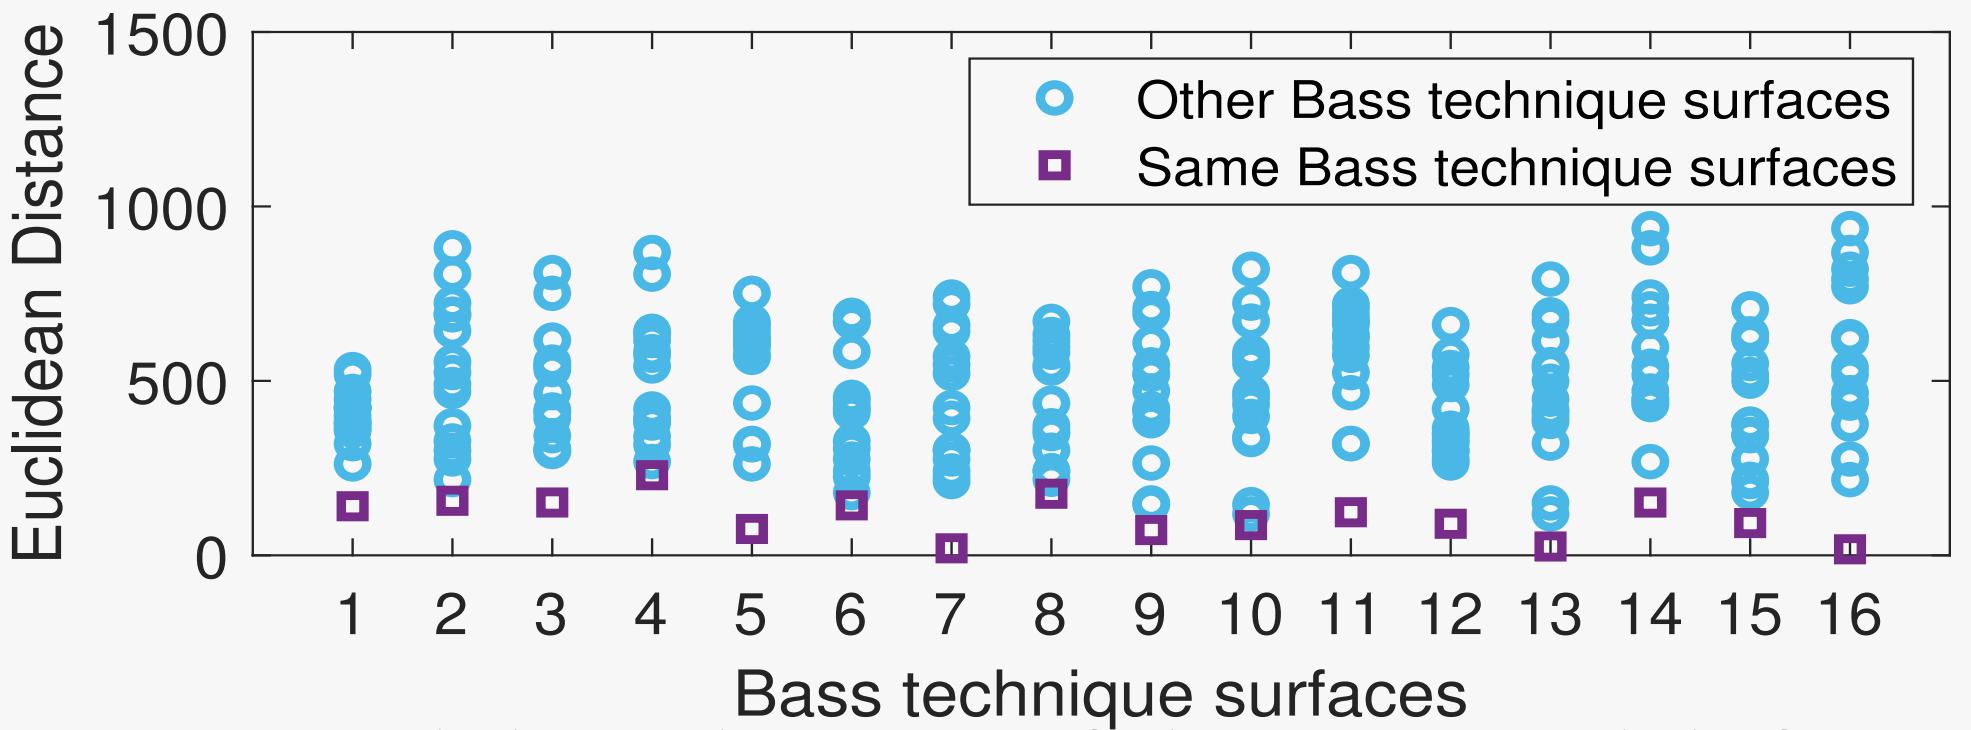 Euclidean Distance
1500
1000
500
0
Other Bass technique surfaces
Same Bass technique surfaces
1 2 3 4 5 6 7 8 9 10 11 12 13 14 15 16
Bass technique surfaces